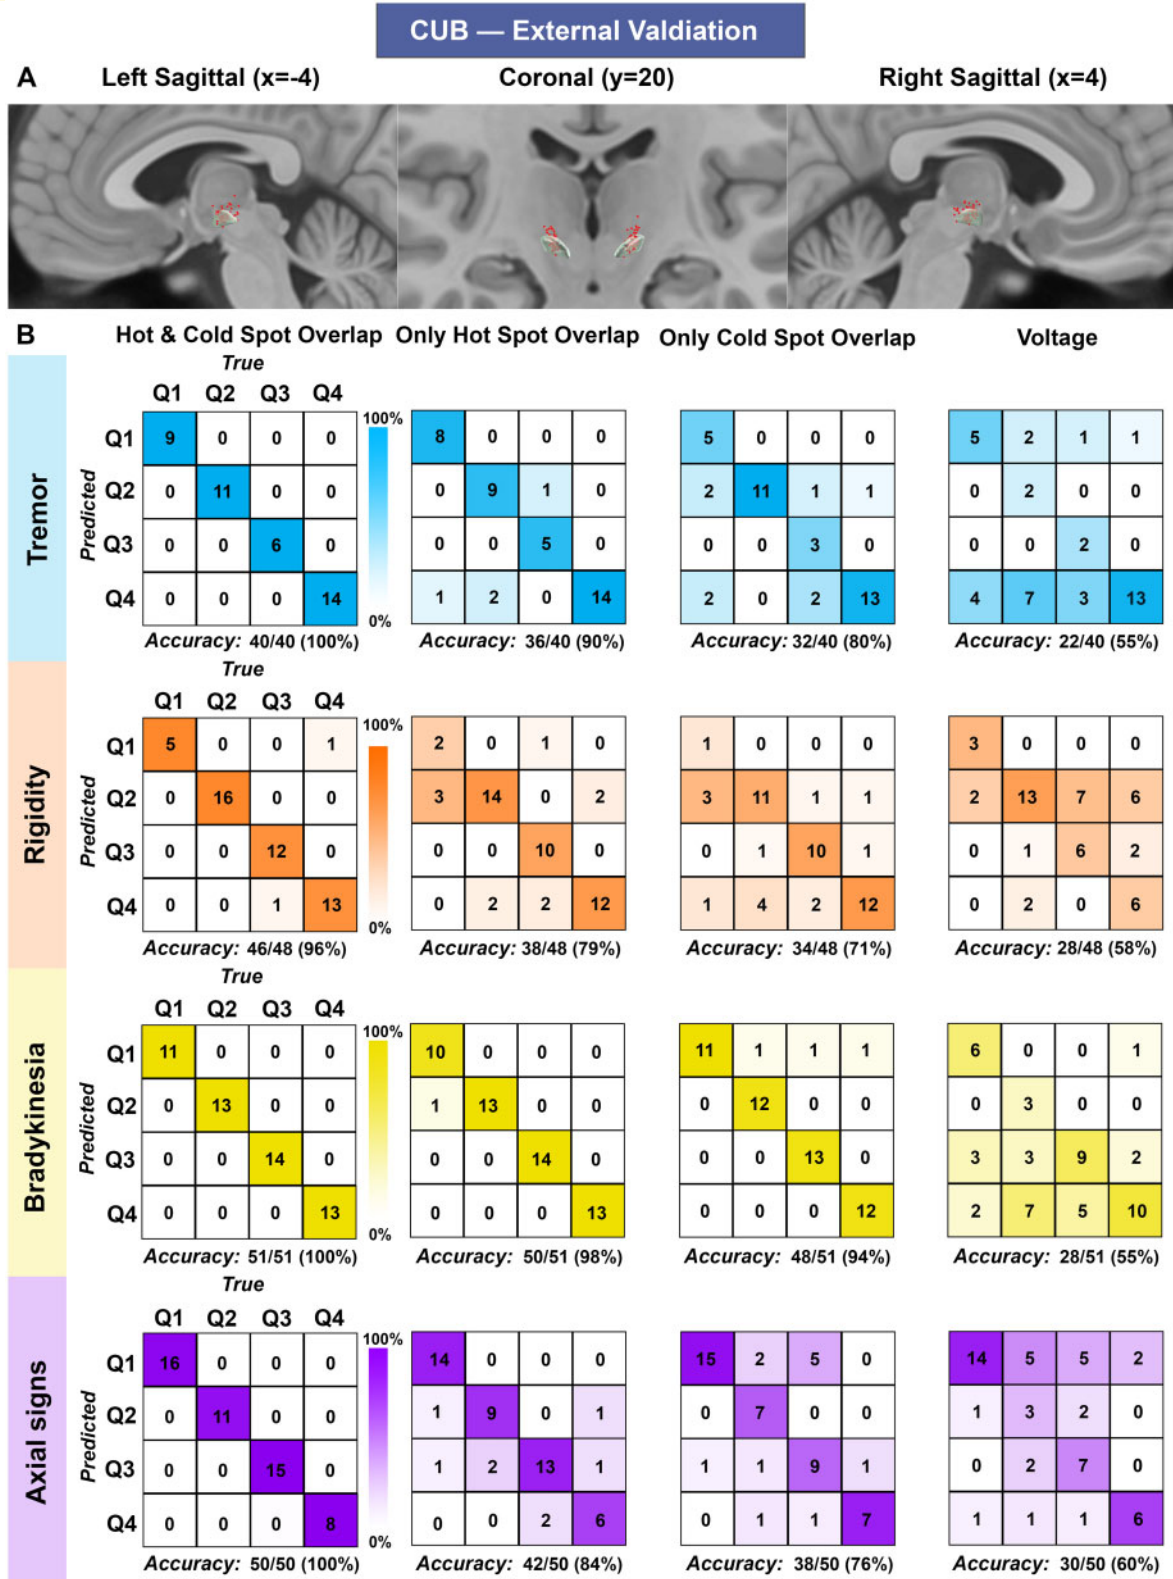 CUB — External Valdiation
A Left Sagittal (x=-4) Coronal (y=20) Right Sagittal (x=4)
B Hot & Cold Spot Overlap Only Hot Spot Overlap Only Cold Spot Overlap Voltage
Tremor
True
Q1 Q2 Q3 Q4
Predicted
100%
0%
Q1 9 0 0 0 8 0 0 0 5 0 0 0 5 2 1 1
Q2 0 11 0 0 0 9 1 0 2 11 1 1 0 2 0 0
Q3 0 0 6 0 0 0 5 0 0 0 3 0 0 0 2 0
Q4 0 0 0 14 1 2 0 14 2 0 2 13 4 7 3 13
Accuracy: 40/40 (100%) Accuracy: 36/40 (90%) Accuracy: 32/40 (80%) Accuracy: 22/40 (55%)
Rigidity
True
Q1 Q2 Q3 Q4
Predicted
100%
0%
Q1 5 0 0 1 2 0 1 0 1 0 0 0 3 0 0 0
Q2 0 16 0 0 3 14 0 2 3 11 1 1 2 13 7 6
Q3 0 0 12 0 0 0 10 0 0 1 10 1 0 1 6 2
Q4 0 0 1 13 0 2 2 12 1 4 2 12 0 2 0 6
Accuracy: 46/48 (96%) Accuracy: 38/48 (79%) Accuracy: 34/48 (71%) Accuracy: 28/48 (58%)
Bradykinesia
True
Q1 Q2 Q3 Q4
Predicted
100%
0%
Q1 11 0 0 0 10 0 0 0 11 1 1 1 6 0 0 1
Q2 0 13 0 0 1 13 0 0 0 12 0 0 0 3 0 0
Q3 0 0 14 0 0 0 14 0 0 0 13 0 3 3 9 2
Q4 0 0 0 13 0 0 0 13 0 0 0 12 2 7 5 10
Accuracy: 51/51 (100%) Accuracy: 50/51 (98%) Accuracy: 48/51 (94%) Accuracy: 28/51 (55%)
Axial signs
True
Q1 Q2 Q3 Q4
Predicted
100%
0%
Q1 16 0 0 0 14 0 0 0 15 2 5 0 14 5 5 2
Q2 0 11 0 0 1 9 0 1 0 7 0 0 1 3 2 0
Q3 0 0 15 0 1 2 13 1 1 1 9 1 0 2 7 0
Q4 0 0 0 8 0 0 2 6 0 1 1 7 1 1 1 6
Accuracy: 50/50 (100%) Accuracy: 42/50 (84%) Accuracy: 38/50 (76%) Accuracy: 30/50 (60%)